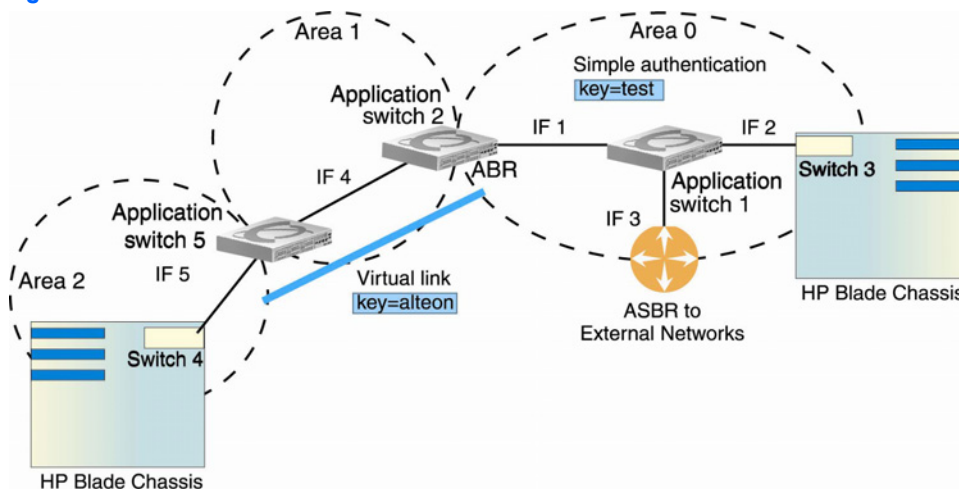 Area 1
Area 0
Simple authentication
key=test
Application
switch 2
IF 1
IF 2
ABR
Switch 3
IF 4
Application
switch 1
Application
switch 5
IF 3
IF 5
Area 2
Virtual link
key=alteon
HP Blade Chassis
ASBR to
External Networks
Switch 4
HP Blade Chassis